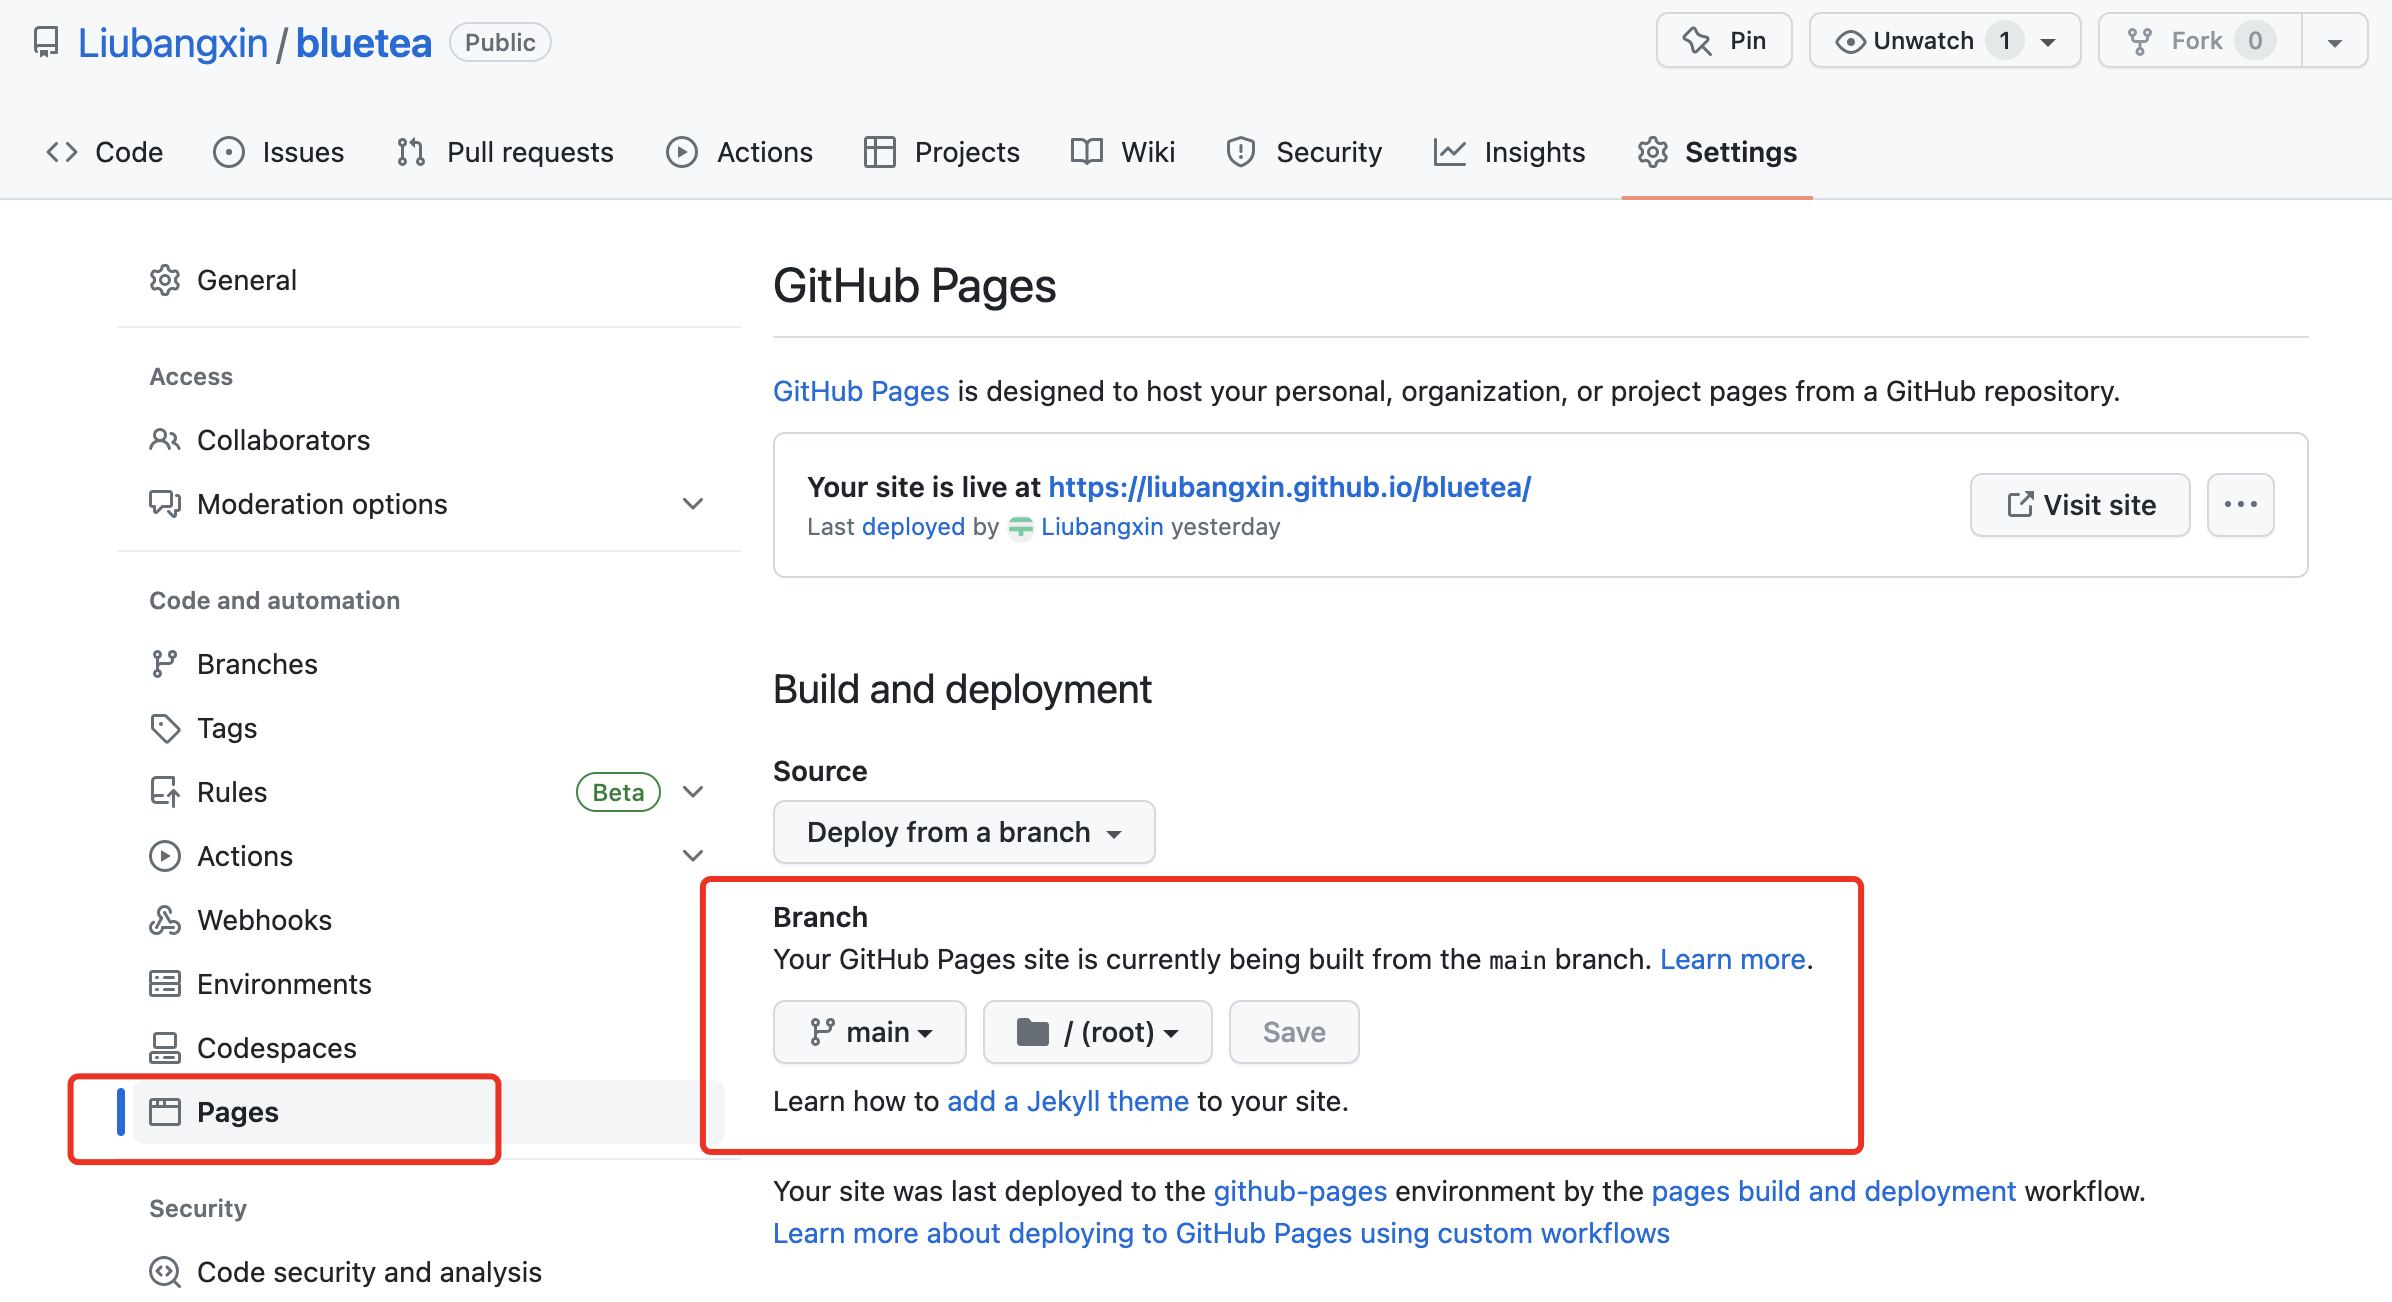 Liubangxin / bluetea Public
Pin
Unwatch 1
Fork 0
Code
Issues
Pull requests
Actions
Projects
Wiki
Security
Insights
Settings
General
Access
Collaborators
Moderation options
Code and automation
Branches
Tags
Rules Beta
Actions
Webhooks
Environments
Codespaces
Pages
Security
Code security and analysis
GitHub Pages
GitHub Pages is designed to host your personal, organization, or project pages from a GitHub repository.
Your site is live at https://liubangxin.github.io/bluetea/
Last deployed by Liubangxin yesterday
Visit site
Build and deployment
Source
Deploy from a branch
Branch
Your GitHub Pages site is currently being built from the main branch. Learn more.
main
/ (root)
Save
Learn how to add a Jekyll theme to your site.
Your site was last deployed to the github-pages environment by the pages build and deployment workflow.
Learn more about deploying to GitHub Pages using custom workflows